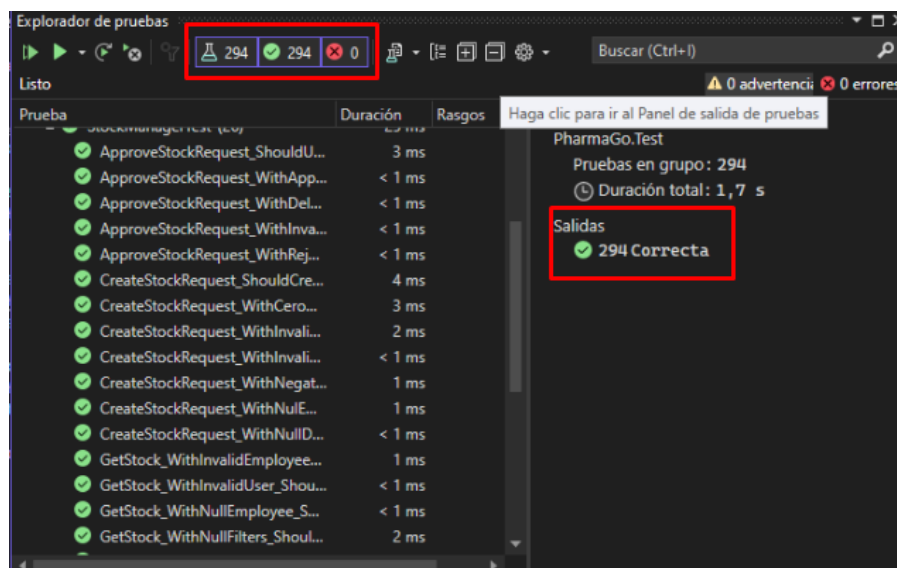 Explorador de pruebas
294 294 0 Buscar (Ctrl+I)
Listo 0 advertenci 0 errores
Prueba Duración Rasgos
Haga clic para ir al Panel de salida de pruebas
ApproveStockRequest_ShouldU... 3 ms
ApproveStockRequest_WithApp... < 1 ms
ApproveStockRequest_WithDel... < 1 ms
ApproveStockRequest_WithInva... < 1 ms
ApproveStockRequest_WithRej... < 1 ms
CreateStockRequest_ShouldCre... 4 ms
CreateStockRequest_WithCero... 3 ms
CreateStockRequest_WithInvali... 2 ms
CreateStockRequest_WithInvali... < 1 ms
CreateStockRequest_WithNegat... 1 ms
CreateStockRequest_WithNulE... 1 ms
CreateStockRequest_WithNullD... < 1 ms
GetStock_WithInvalidEmployee... 1 ms
GetStock_WithInvalidUser_Shou... < 1 ms
GetStock_WithNullEmployee_S... < 1 ms
GetStock_WithNullFilters_Shoul... 2 ms
PharmaGo.Test
Pruebas en grupo: 294
Duración total: 1,7 s
Salidas
294 Correcta